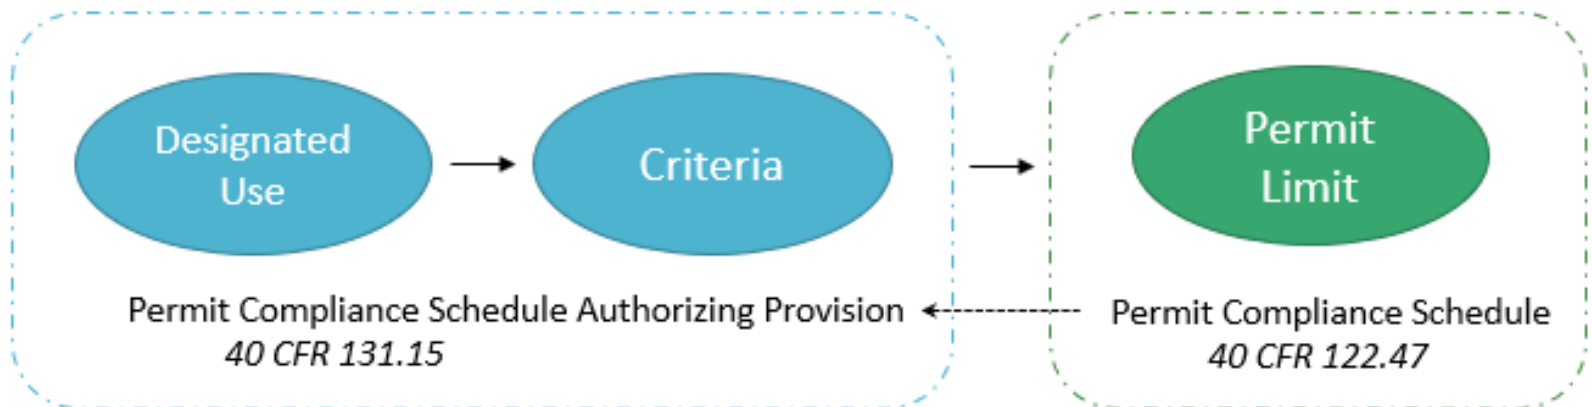 Designated
Use
Criteria
Permit
Limit
Permit Compliance Schedule Authorizing Provision
40 CFR 131.15
Permit Compliance Schedule
40 CFR 122.47